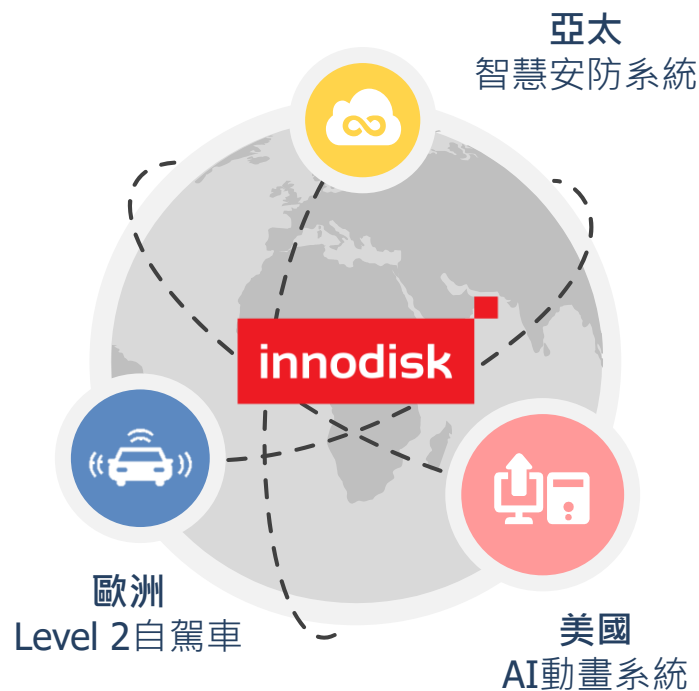 亞太
智慧安防系統
innodisk
歐洲
Level 2自駕車
美國
AI動畫系統